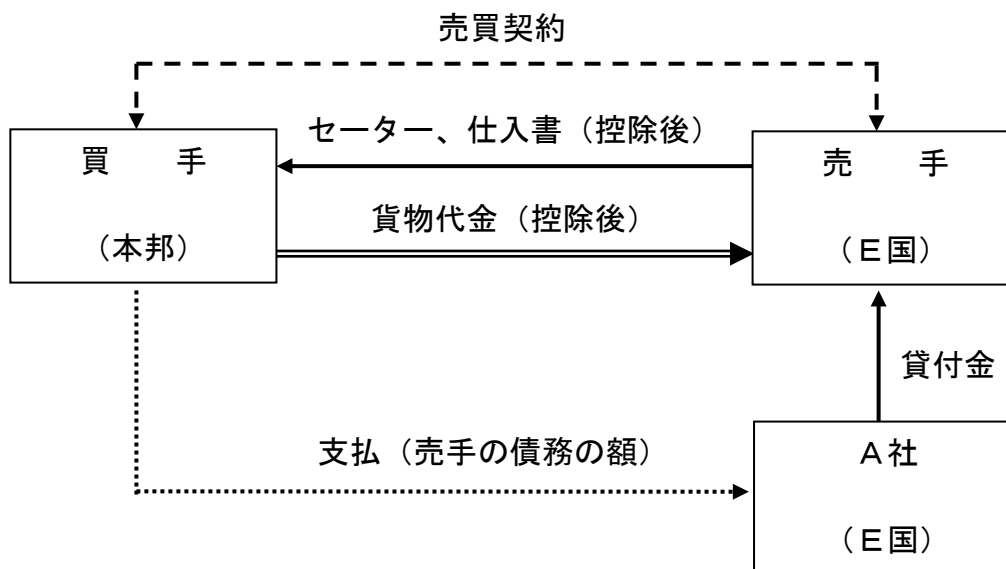 売買契約
セーター、仕入書（控除後）
買　　手
（本邦）
売　　手
（Ｅ国）
貨物代金（控除後）
貸付金
支払（売手の債務の額）
Ａ社
（Ｅ国）